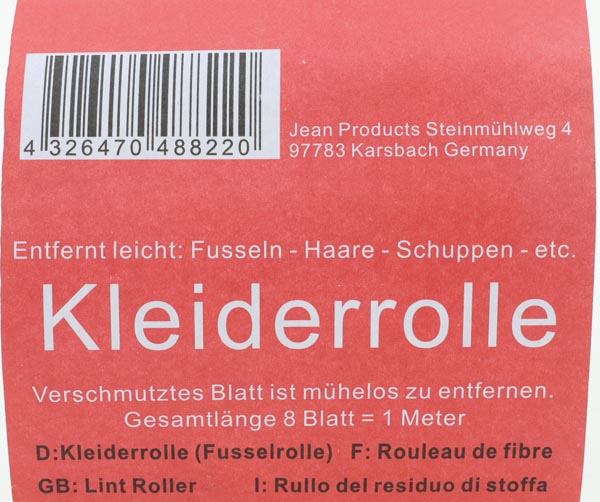 4 326470 488220
Jean Products Steinmühlweg 4
97783 Karsbach Germany
Entfernt leicht: Fusseln - Haare - Schuppen - etc.
Kleiderrolle
Verschmutztes Blatt ist mühelos zu entfernen.
Gesamtlänge 8 Blatt = 1 Meter
D:Kleiderrolle (Fusselrolle) F: Rouleau de fibre
GB: Lint Roller I: Rullo del residuo di stoffa